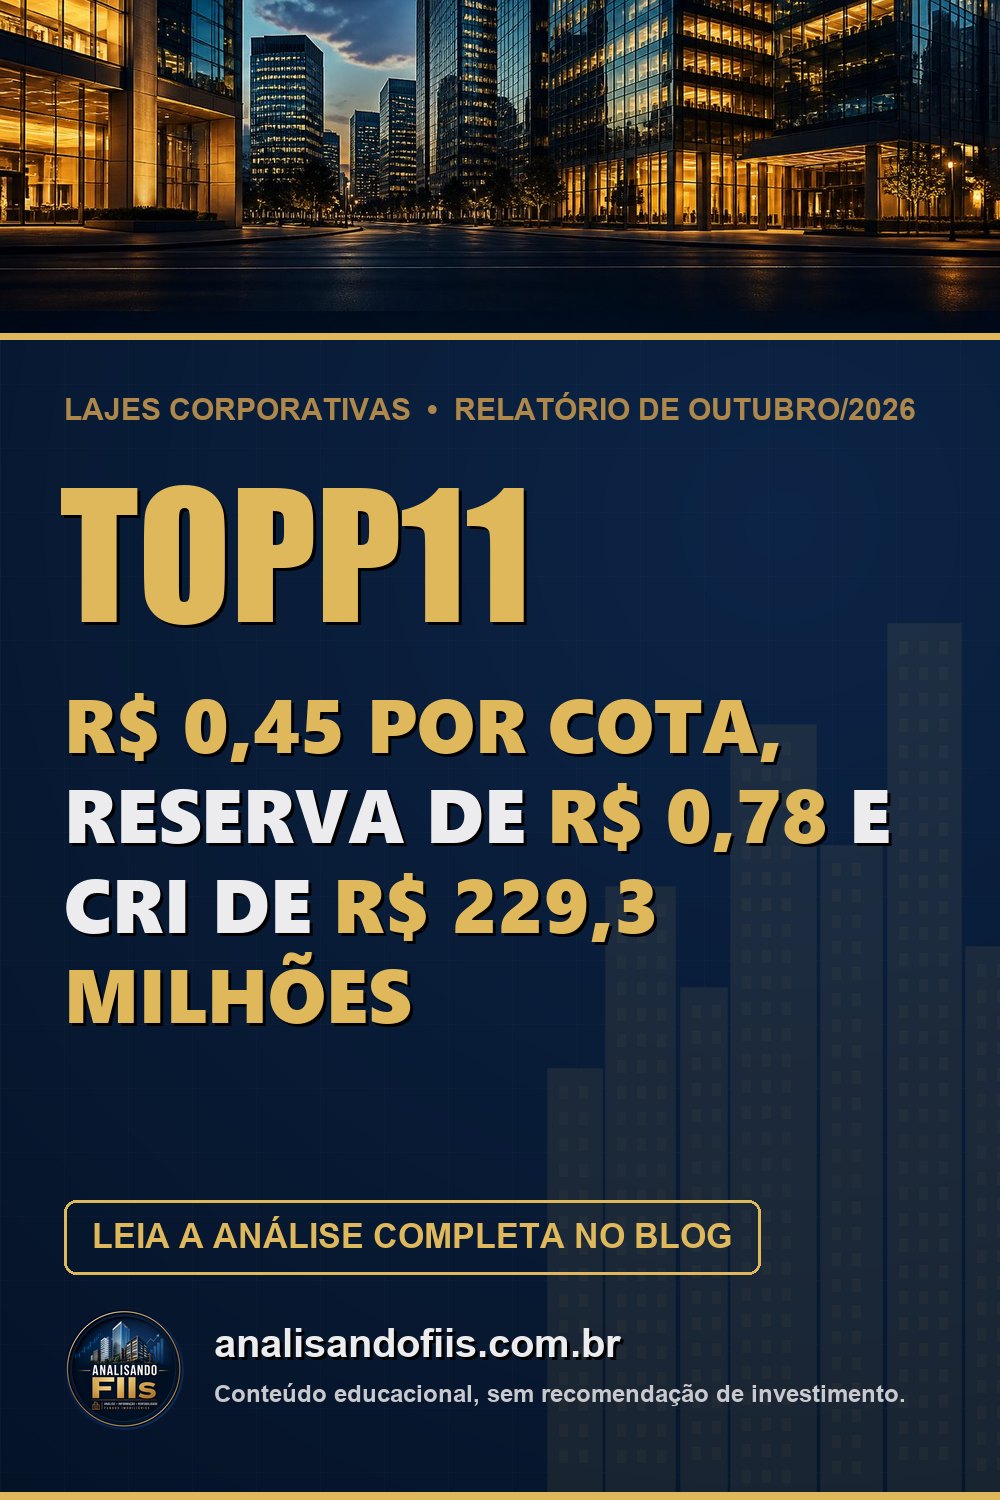 LAJES CORPORATIVAS • RELATÓRIO DE OUTUBRO/2026
TOPP11
R$ 0,45 POR COTA,
RESERVA DE R$ 0,78 E
CRI DE R$ 229,3
MILHÕES
LEIA A ANÁLISE COMPLETA NO BLOG
analisandofiis.com.br
Conteúdo educacional, sem recomendação de investimento.
ANALISANDO
FIIs